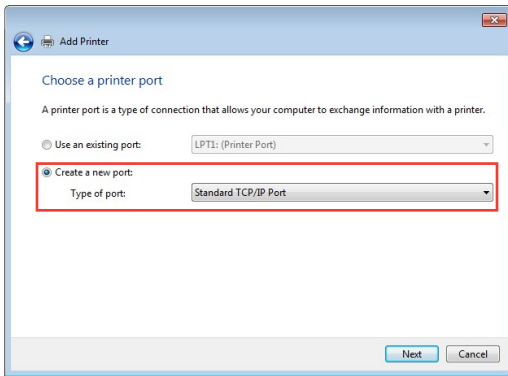 Add Printer
Choose a printer port
A printer port is a type of connection that allows your computer to exchange information with a printer.
Use an existing port: LPT1: (Printer Port)
Create a new port:
Type of port: Standard TCP/IP Port
Next Cancel